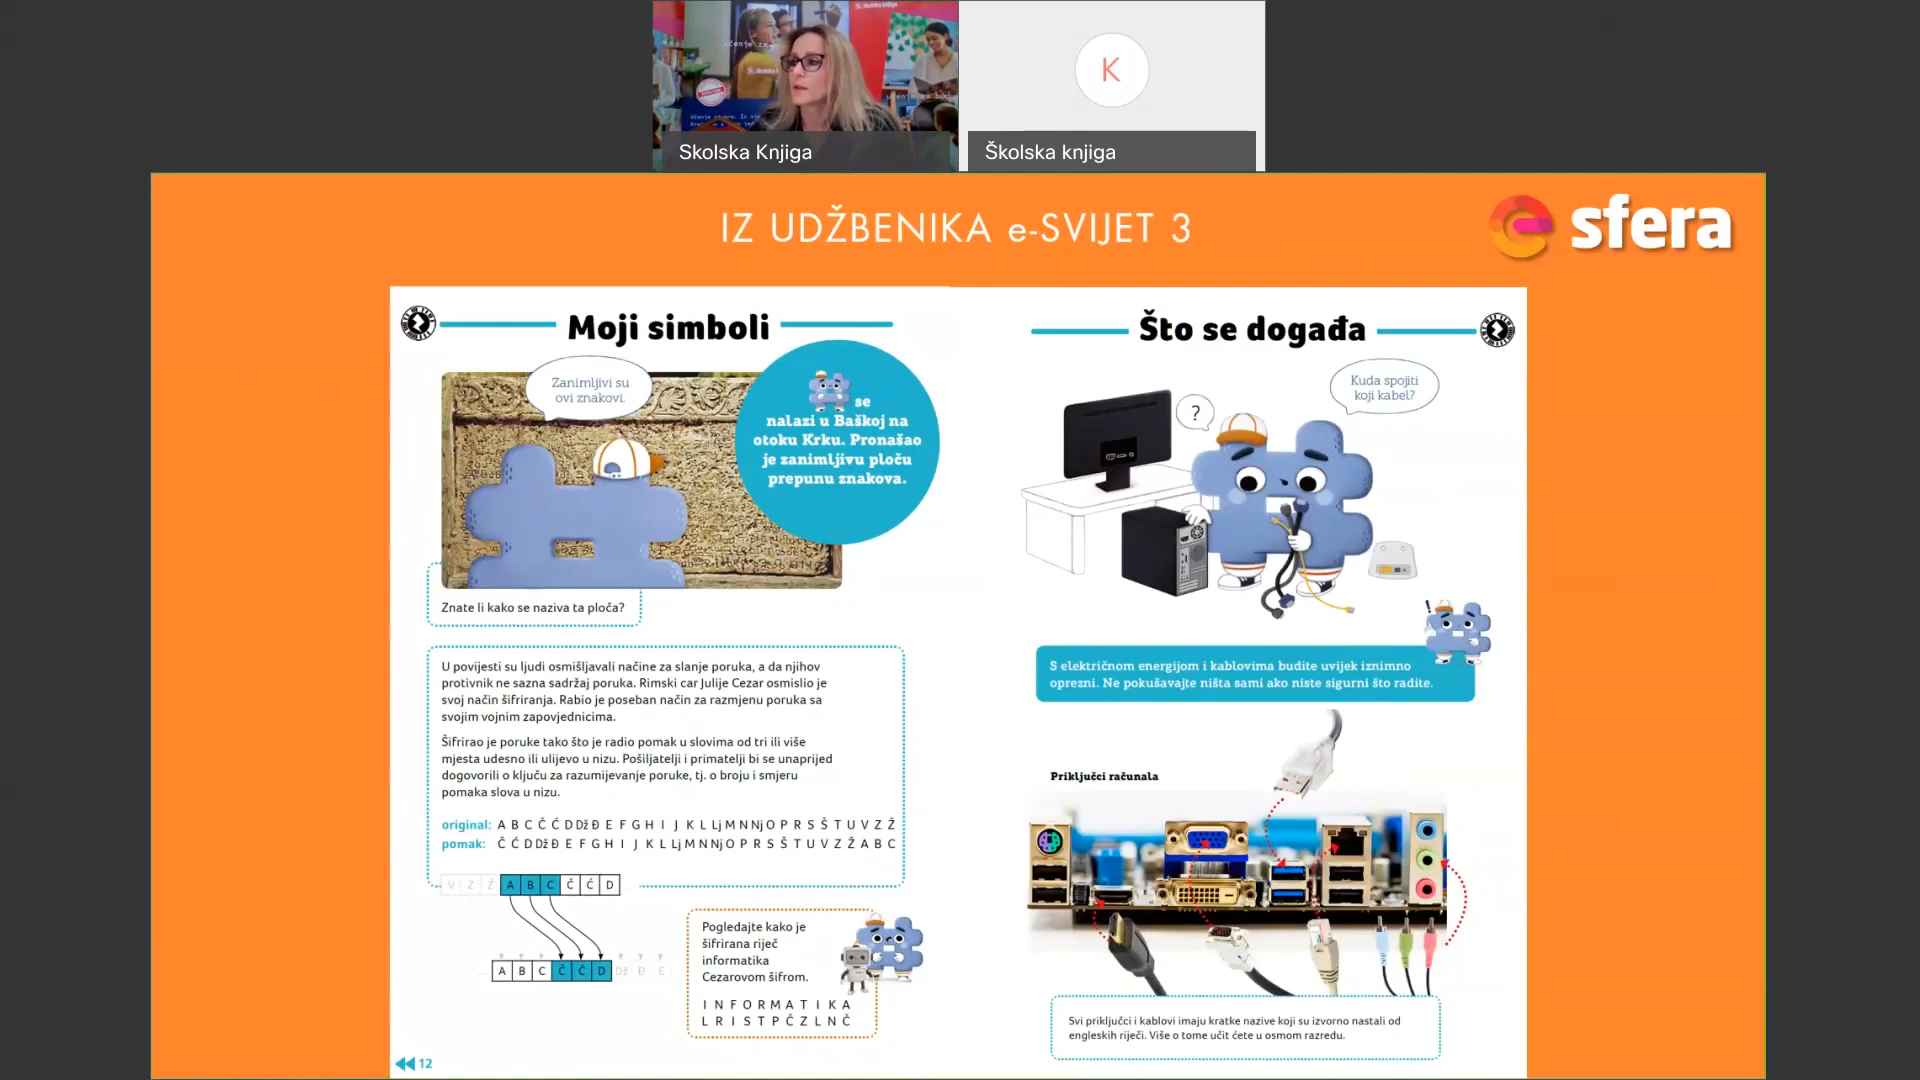 Skolska Knjiga
K
Školska knjiga
IZ UDŽBENIKA e-SVIJET 3
sfera
Moji simboli
Zanimljivi su
ovi znakovi.
se
nalazi u Baškoj na
otoku Krku. Pronašao
je zanimljivu ploču
prepunu znakova.
Znate li kako se naziva ta ploča?
U povijesti su ljudi osmišljavali načine za slanje poruka, a da njihov
protivnik ne sazna sadržaj poruka. Rimski car Julije Cezar osmislio je
svoj način šifriranja. Rabio je poseban način za razmjenu poruka sa
svojim vojnim zapovjednicima.
Šifrirao je poruke tako što je radio pomak u slovima od tri ili više
mjesta udesno ili ulijevo u nizu. Pošiljatelji i primatelji bi se unaprijed
dogovorili o ključu za razumijevanje poruke, tj. o broju i smjeru
pomaka slova u nizu.
original: A B C Č Ć D Dž Đ E F G H I J K L Lj M N Nj O P R S Š T U V Z Ž
pomak: Č Ć D Dž Đ E F G H I J K L Lj M N Nj O P R S Š T U V Z Ž A B C
V Z Ž A B C Č Ć D
... A B C Č Ć D Dž Đ E
Pogledajte kako je
šifrirana riječ
informatika
Cezarovom šifrom.
I N F O R M A T I K A
L R I S T P Č Z L N Č
12
Što se događa
Kuda spojiti
koji kabel?
?
S električnom energijom i kablovima budite uvijek iznimno
oprezni. Ne pokušavajte ništa sami ako niste sigurni što radite.
Priključci računala
Svi priključci i kablovi imaju kratke nazive koji su izvorno nastali od
engleskih riječi. Više o tome učit ćete u osmom razredu.